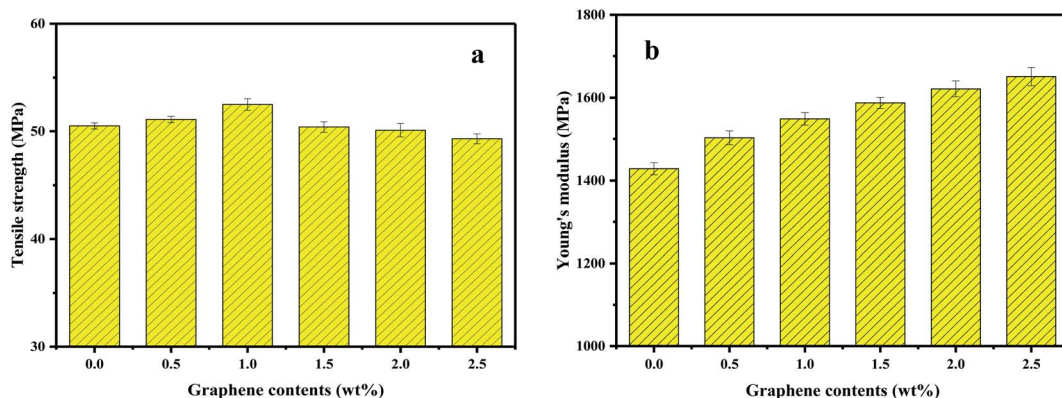 a
60
50
40
30
Tensile strength (MPa)
0.0 0.5 1.0 1.5 2.0 2.5
Graphene contents (wt%)
b
1800
1600
1400
1200
1000
Young's modulus (MPa)
0.0 0.5 1.0 1.5 2.0 2.5
Graphene contents (wt%)